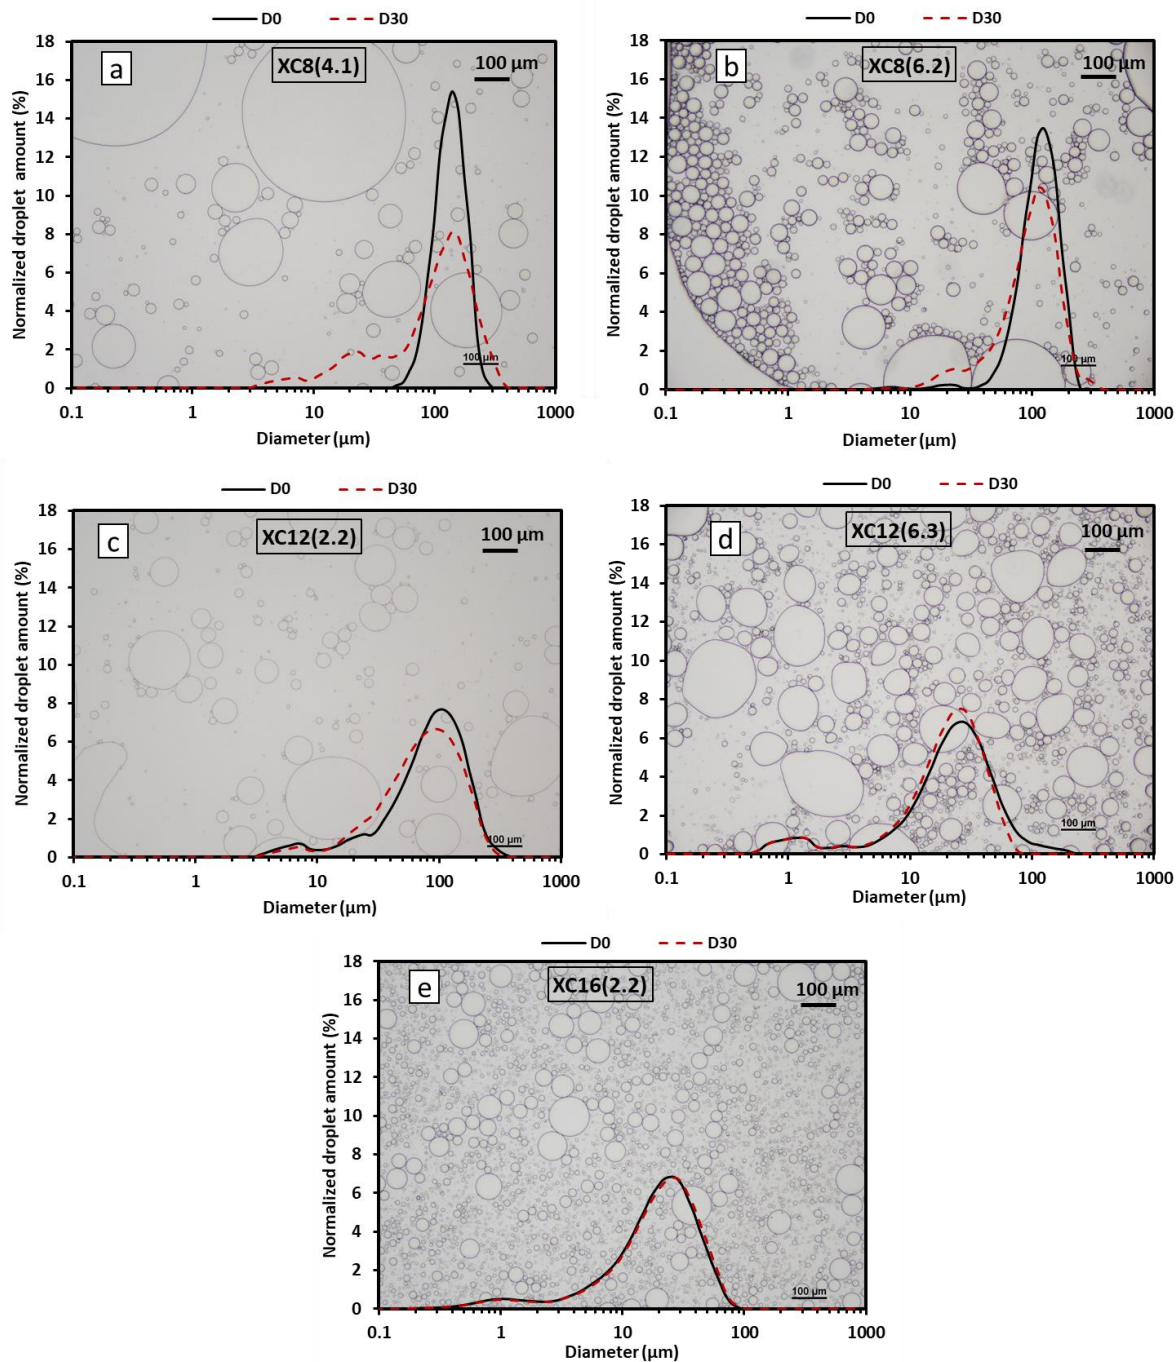 D0 D30
a XC8(4.1) 100 µm
Normalized droplet amount (%)
18
16
14
12
10
8
6
4
2
0
100 µm
0.1 1 10 100 1000
Diameter (µm)
D0 D30
b XC8(6.2) 100 µm
Normalized droplet amount (%)
18
16
14
12
10
8
6
4
2
0
100 µm
0.1 1 10 100 1000
Diameter (µm)
D0 D30
c XC12(2.2) 100 µm
Normalized droplet amount (%)
18
16
14
12
10
8
6
4
2
0
100 µm
0.1 1 10 100 1000
Diameter (µm)
D0 D30
d XC12(6.3) 100 µm
Normalized droplet amount (%)
18
16
14
12
10
8
6
4
2
0
100 µm
0.1 1 10 100 1000
Diameter (µm)
D0 D30
e XC16(2.2) 100 µm
Normalized droplet amount (%)
18
16
14
12
10
8
6
4
2
0
100 µm
0.1 1 10 100 1000
Diameter (µm)